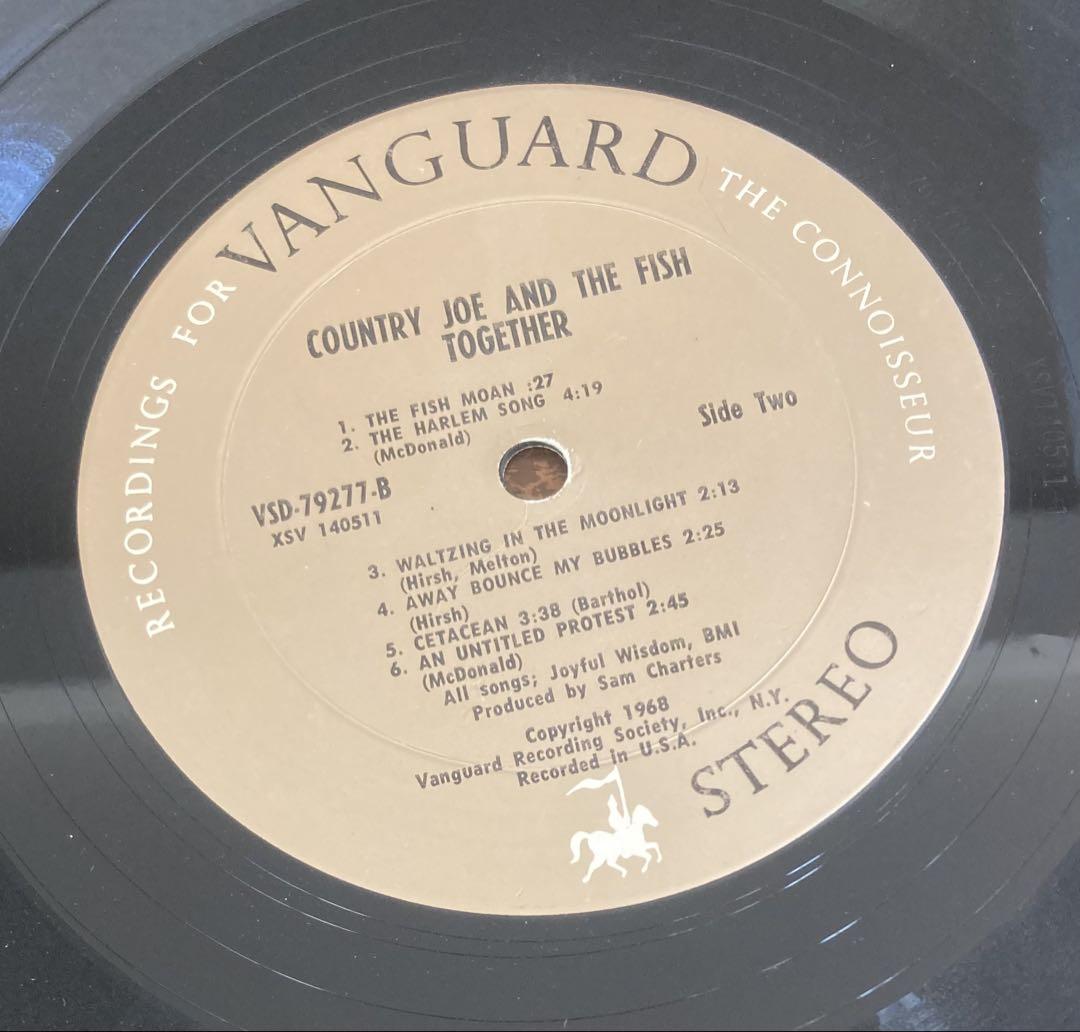 RECORDINGS FOR VANGUARD THE CONNOISSEUR
COUNTRY JOE AND THE FISH
TOGETHER
1. THE FISH MOAN :27
2. THE HARLEM SONG 4:19
(McDonald)
Side Two
VSD-79277-B
XSV 140511
3. WALTZING IN THE MOONLIGHT 2:13
(Hirsh, Melton)
4. AWAY BOUNCE MY BUBBLES 2:25
(Hirsh)
5. CETACEAN 3:38 (Barthol)
6. AN UNTITLED PROTEST 2:45
(McDonald)
All songs; Joyful Wisdom, BMI
Produced by Sam Charters
Copyright 1968
Vanguard Recording Society, Inc., N.Y.
Recorded in U.S.A.
STEREO